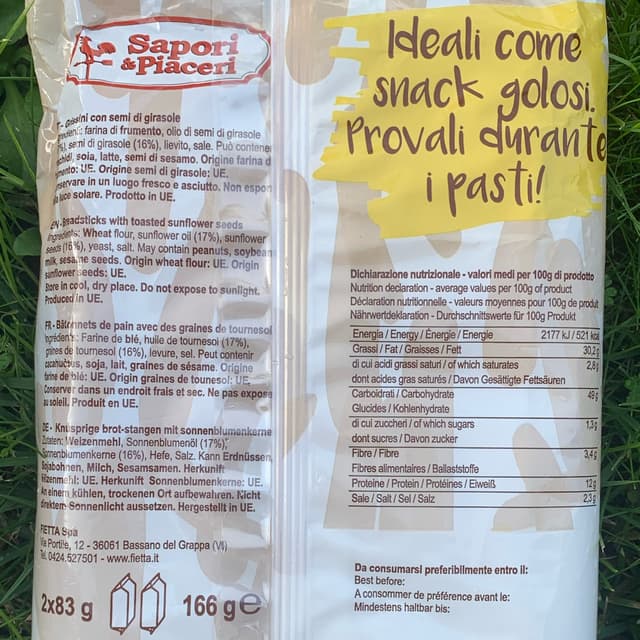 Sapori
& Piaceri
Ideali come
snack golosi.
Provali durante
i pasti!
IT - Grissini con semi di girasole
farina di frumento, olio di semi di girasole
semi di girasole (16%), lievito, sale. Può contenere
soia, latte, semi di sesamo. Origine farina di
UE. Origine semi di girasole: UE.
in un luogo fresco e asciutto. Non espor
luce solare. Prodotto in UE.
EN - Breadsticks with toasted sunflower seeds
Ingredients: Wheat flour, sunflower oil (17%), sunflower
seeds (16%), yeast, salt. May contain peanuts, soybean
milk, sesame seeds. Origin wheat flour: UE. Origin
sunflower seeds: UE.
Store in cool, dry place. Do not expose to sunlight.
Produced in UE.
FR - Bâtonnets de pain avec des graines de tournesol
Ingrédients: Farine de blé, huile de tournesol (17%),
graines de tournesol (16%), levure, sel. Peut contenir
cacahuètes, soja, lait, graines de sésame. Origine
farine de blé: UE. Origin graines de tounesol: UE.
Conserver dans un endroit frais et sec. Ne pas expose
au soleil. Produit en UE.
DE - Knusprige brot-stangen mit sonnenblumenkerne
Zutaten: Weizenmehl, Sonnenblumenöl (17%),
Sonnenblumenkerne (16%), Hefe, Salz. Kann Erdnüssen,
Sojabohnen, Milch, Sesamsamen. Herkunft
Weizenmehl: UE. Herkunft Sonnenblumenkerne: UE.
An einem kühlen, trockenen Ort aufbewahren. Nicht
direktem Sonnenlicht aussetzen. Hergestellt in UE.
FIETTA Spa
Via Portile, 12 - 36061 Bassano del Grappa (VI)
Tel. 0424.527501 - www.fietta.it
2x83 g 166 g e
Dichiarazione nutrizionale - valori medi per 100g di prodotto
Nutrition declaration - average values per 100g of product
Déclaration nutritionnelle - valeurs moyennes pour 100g de produit
Nährwertdeklaration - Durchschnittswerte für 100g Produkt
Energia / Energy / Énergie / Energie 2177 kJ / 521 kcal
Grassi / Fat / Graisses / Fett 30,2 g
di cui acidi grassi saturi / of which saturates 2,8 g
dont acides gras saturés / Davon Gesättigte Fettsäuren
Carboidrati / Carbohydrate 49 g
Glucides / Kohlenhydrate
di cui zuccheri / of which sugars 1,3 g
dont sucres / Davon zucker
Fibre / Fibre 3,4 g
Fibres alimentaires / Ballaststoffe
Proteine / Protein / Protéines / Eiweiß 12 g
Sale / Salt / Sel / Salz 2,3 g
Da consumarsi preferibilmente entro il:
Best before:
A consommer de préférence avant le:
Mindestens haltbar bis: